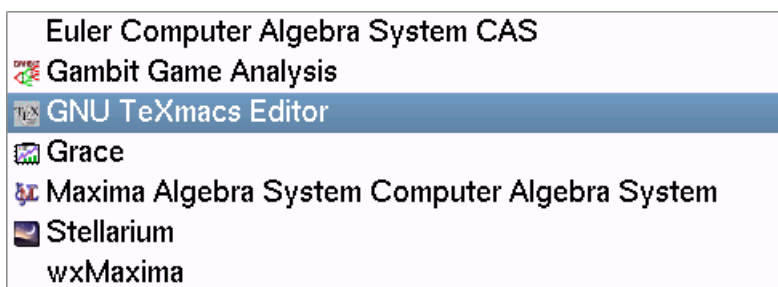 Euler Computer Algebra System CAS
Gambit Game Analysis
GNU TeXmacs Editor
Grace
Maxima Algebra System Computer Algebra System
Stellarium
wxMaxima